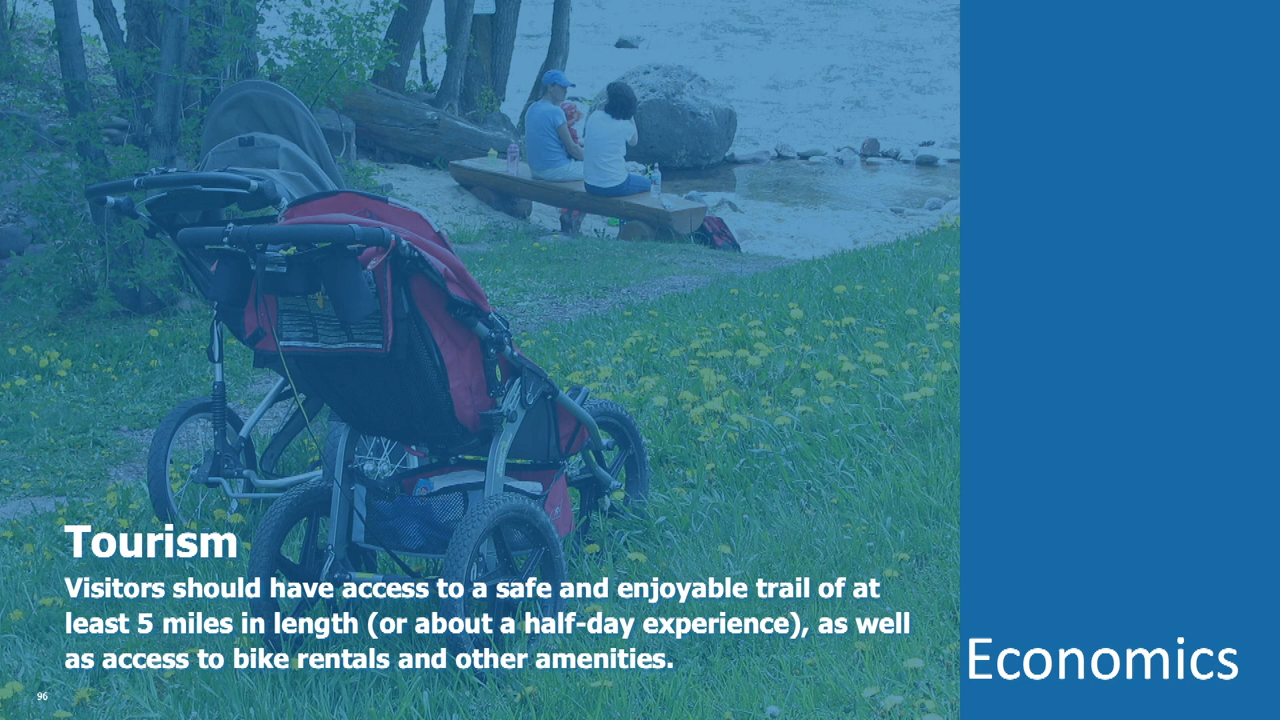 Tourism
Visitors should have access to a safe and enjoyable trail of at
least 5 miles in length (or about a half-day experience), as well
as access to bike rentals and other amenities.
Economics
96